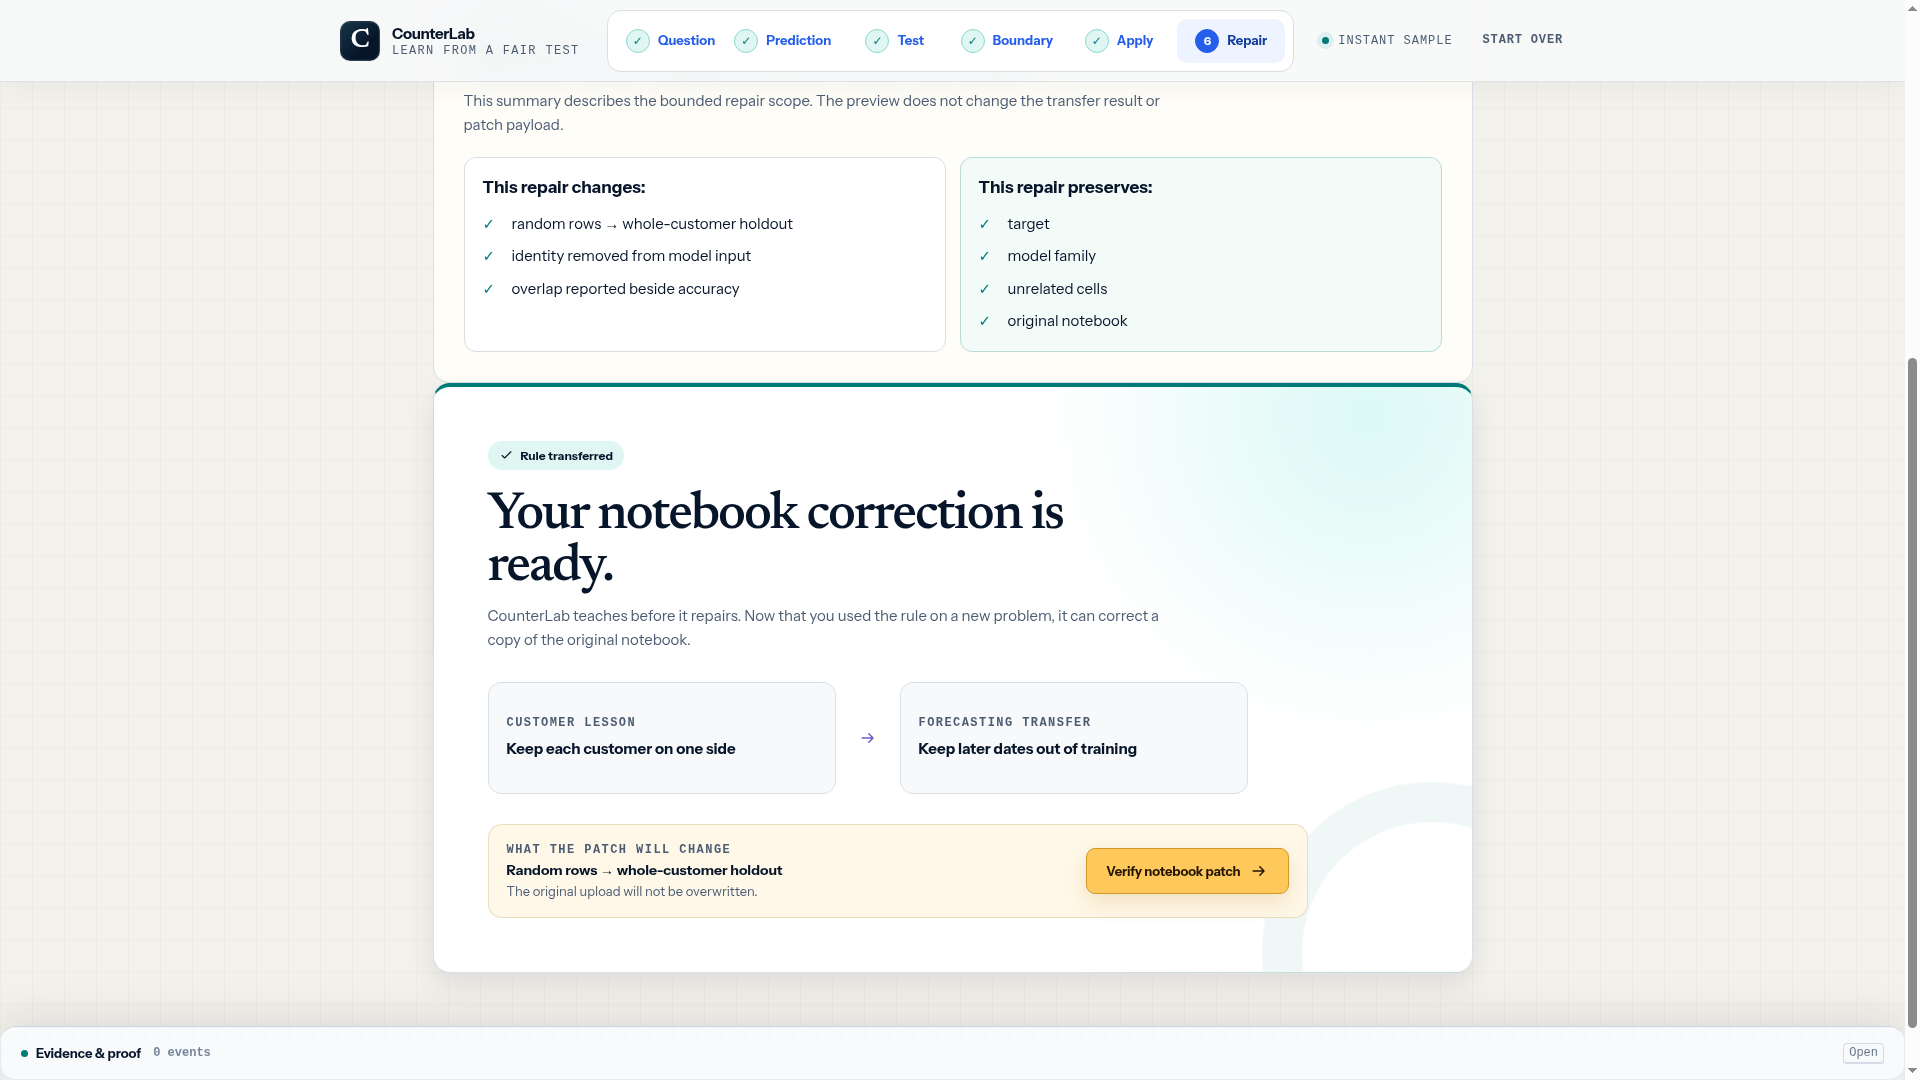 C
CounterLab
LEARN FROM A FAIR TEST
✓ Question
✓ Prediction
✓ Test
✓ Boundary
✓ Apply
6 Repair
INSTANT SAMPLE
START OVER
This summary describes the bounded repair scope. The preview does not change the transfer result or
patch payload.
This repair changes:
✓ random rows → whole-customer holdout
✓ identity removed from model input
✓ overlap reported beside accuracy
This repair preserves:
✓ target
✓ model family
✓ unrelated cells
✓ original notebook
✓ Rule transferred
Your notebook correction is
ready.
CounterLab teaches before it repairs. Now that you used the rule on a new problem, it can correct a
copy of the original notebook.
CUSTOMER LESSON
Keep each customer on one side
→
FORECASTING TRANSFER
Keep later dates out of training
WHAT THE PATCH WILL CHANGE
Random rows → whole-customer holdout
The original upload will not be overwritten.
Verify notebook patch →
Evidence & proof 0 events
Open